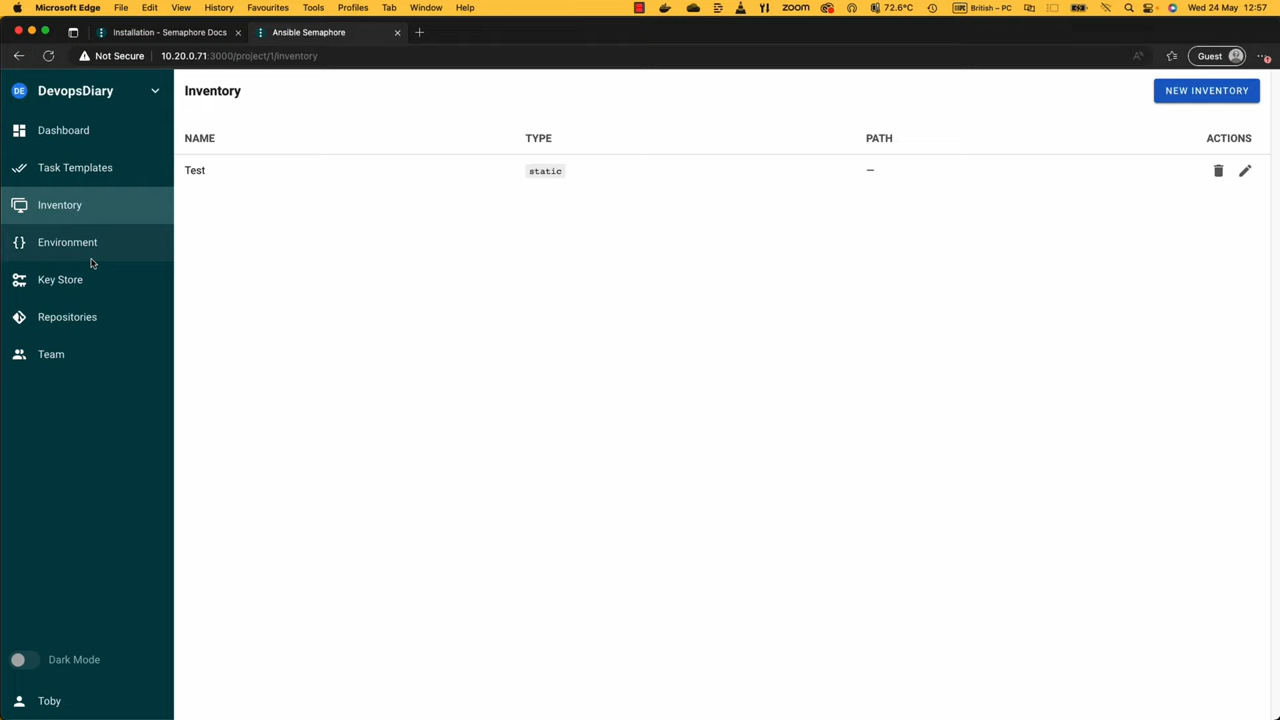 Microsoft Edge File Edit View History Favourites Tools Profiles Tab Window Help zoom 72.6°C British – PC Wed 24 May 12:57
Installation - Semaphore Docs
Ansible Semaphore
Not Secure 10.20.0.71:3000/project/1/inventory
Guest
DE DevopsDiary
Inventory
NEW INVENTORY
Dashboard
NAME TYPE PATH ACTIONS
Task Templates
Test static —
Inventory
Environment
Key Store
Repositories
Team
Dark Mode
Toby